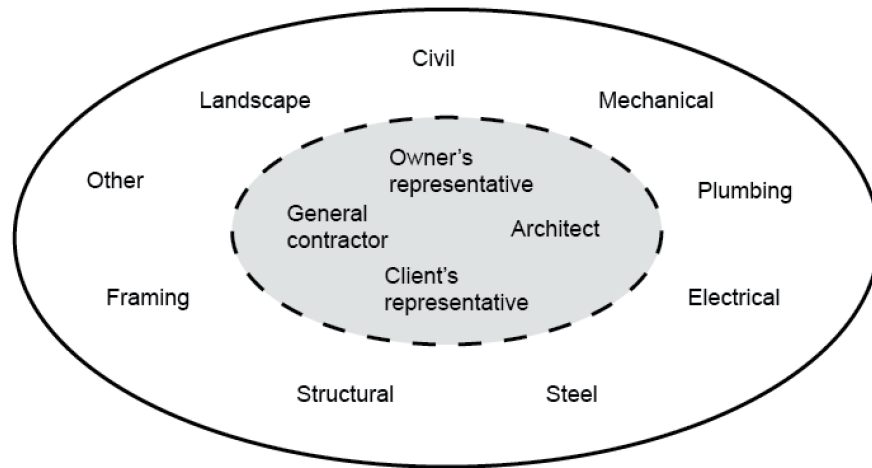 Civil
Landscape
Mechanical
Owner's
representative
Other
Plumbing
General
contractor
Architect
Client's
representative
Framing
Electrical
Structural
Steel